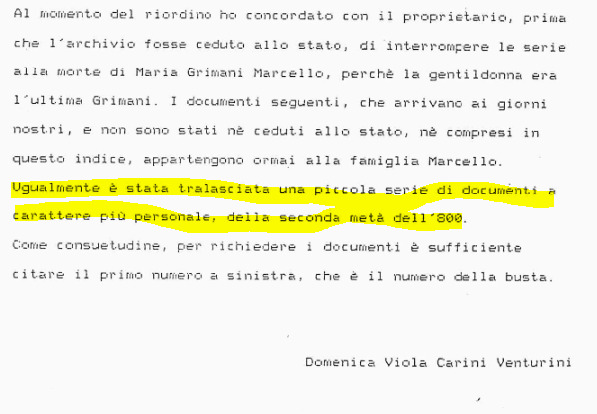 Al momento del riordino ho concordato con il proprietario, prima
che l´archivio fosse ceduto allo stato, di interrompere le serie
alla morte di Maria Grimani Marcello, perchè la gentildonna era
l´ultima Grimani. I documenti seguenti, che arrivano ai giorni
nostri, e non sono stati nè ceduti allo stato, nè compresi in
questo indice, appartengono ormai alla famiglia Marcello.
Ugualmente è stata tralasciata una piccola serie di documenti a
carattere più personale, della seconda metà dell´800.
Come consuetudine, per richiedere i documenti è sufficiente
citare il primo numero a sinistra, che è il numero della busta.
Domenica Viola Carini Venturini